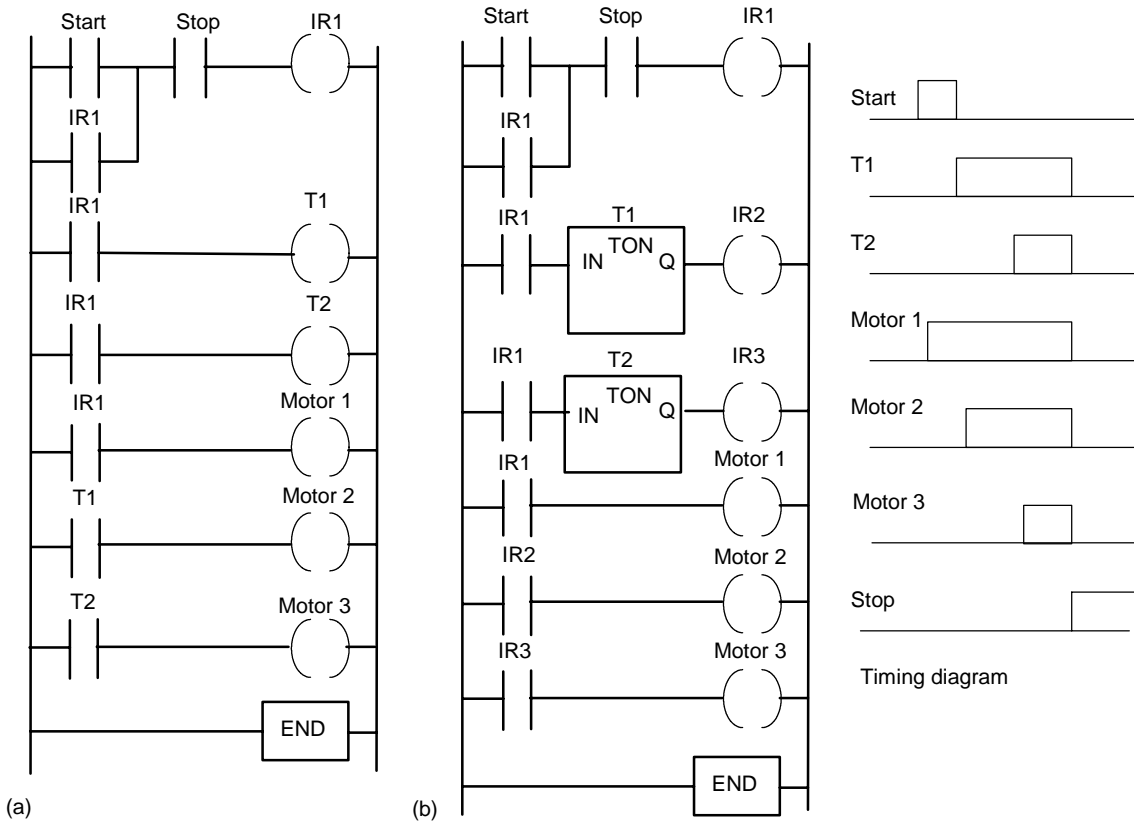 Start Stop IR1
IR1
IR1 T1
IR1 T2
IR1 Motor 1
T1 Motor 2
T2 Motor 3
END
(a)
Start Stop IR1
IR1
IR1 T1 IR2
TON
IN Q
IR1 T2 IR3
TON
IN Q
IR1 Motor 1
IR2 Motor 2
IR3 Motor 3
END
(b)
Start
T1
T2
Motor 1
Motor 2
Motor 3
Stop
Timing diagram